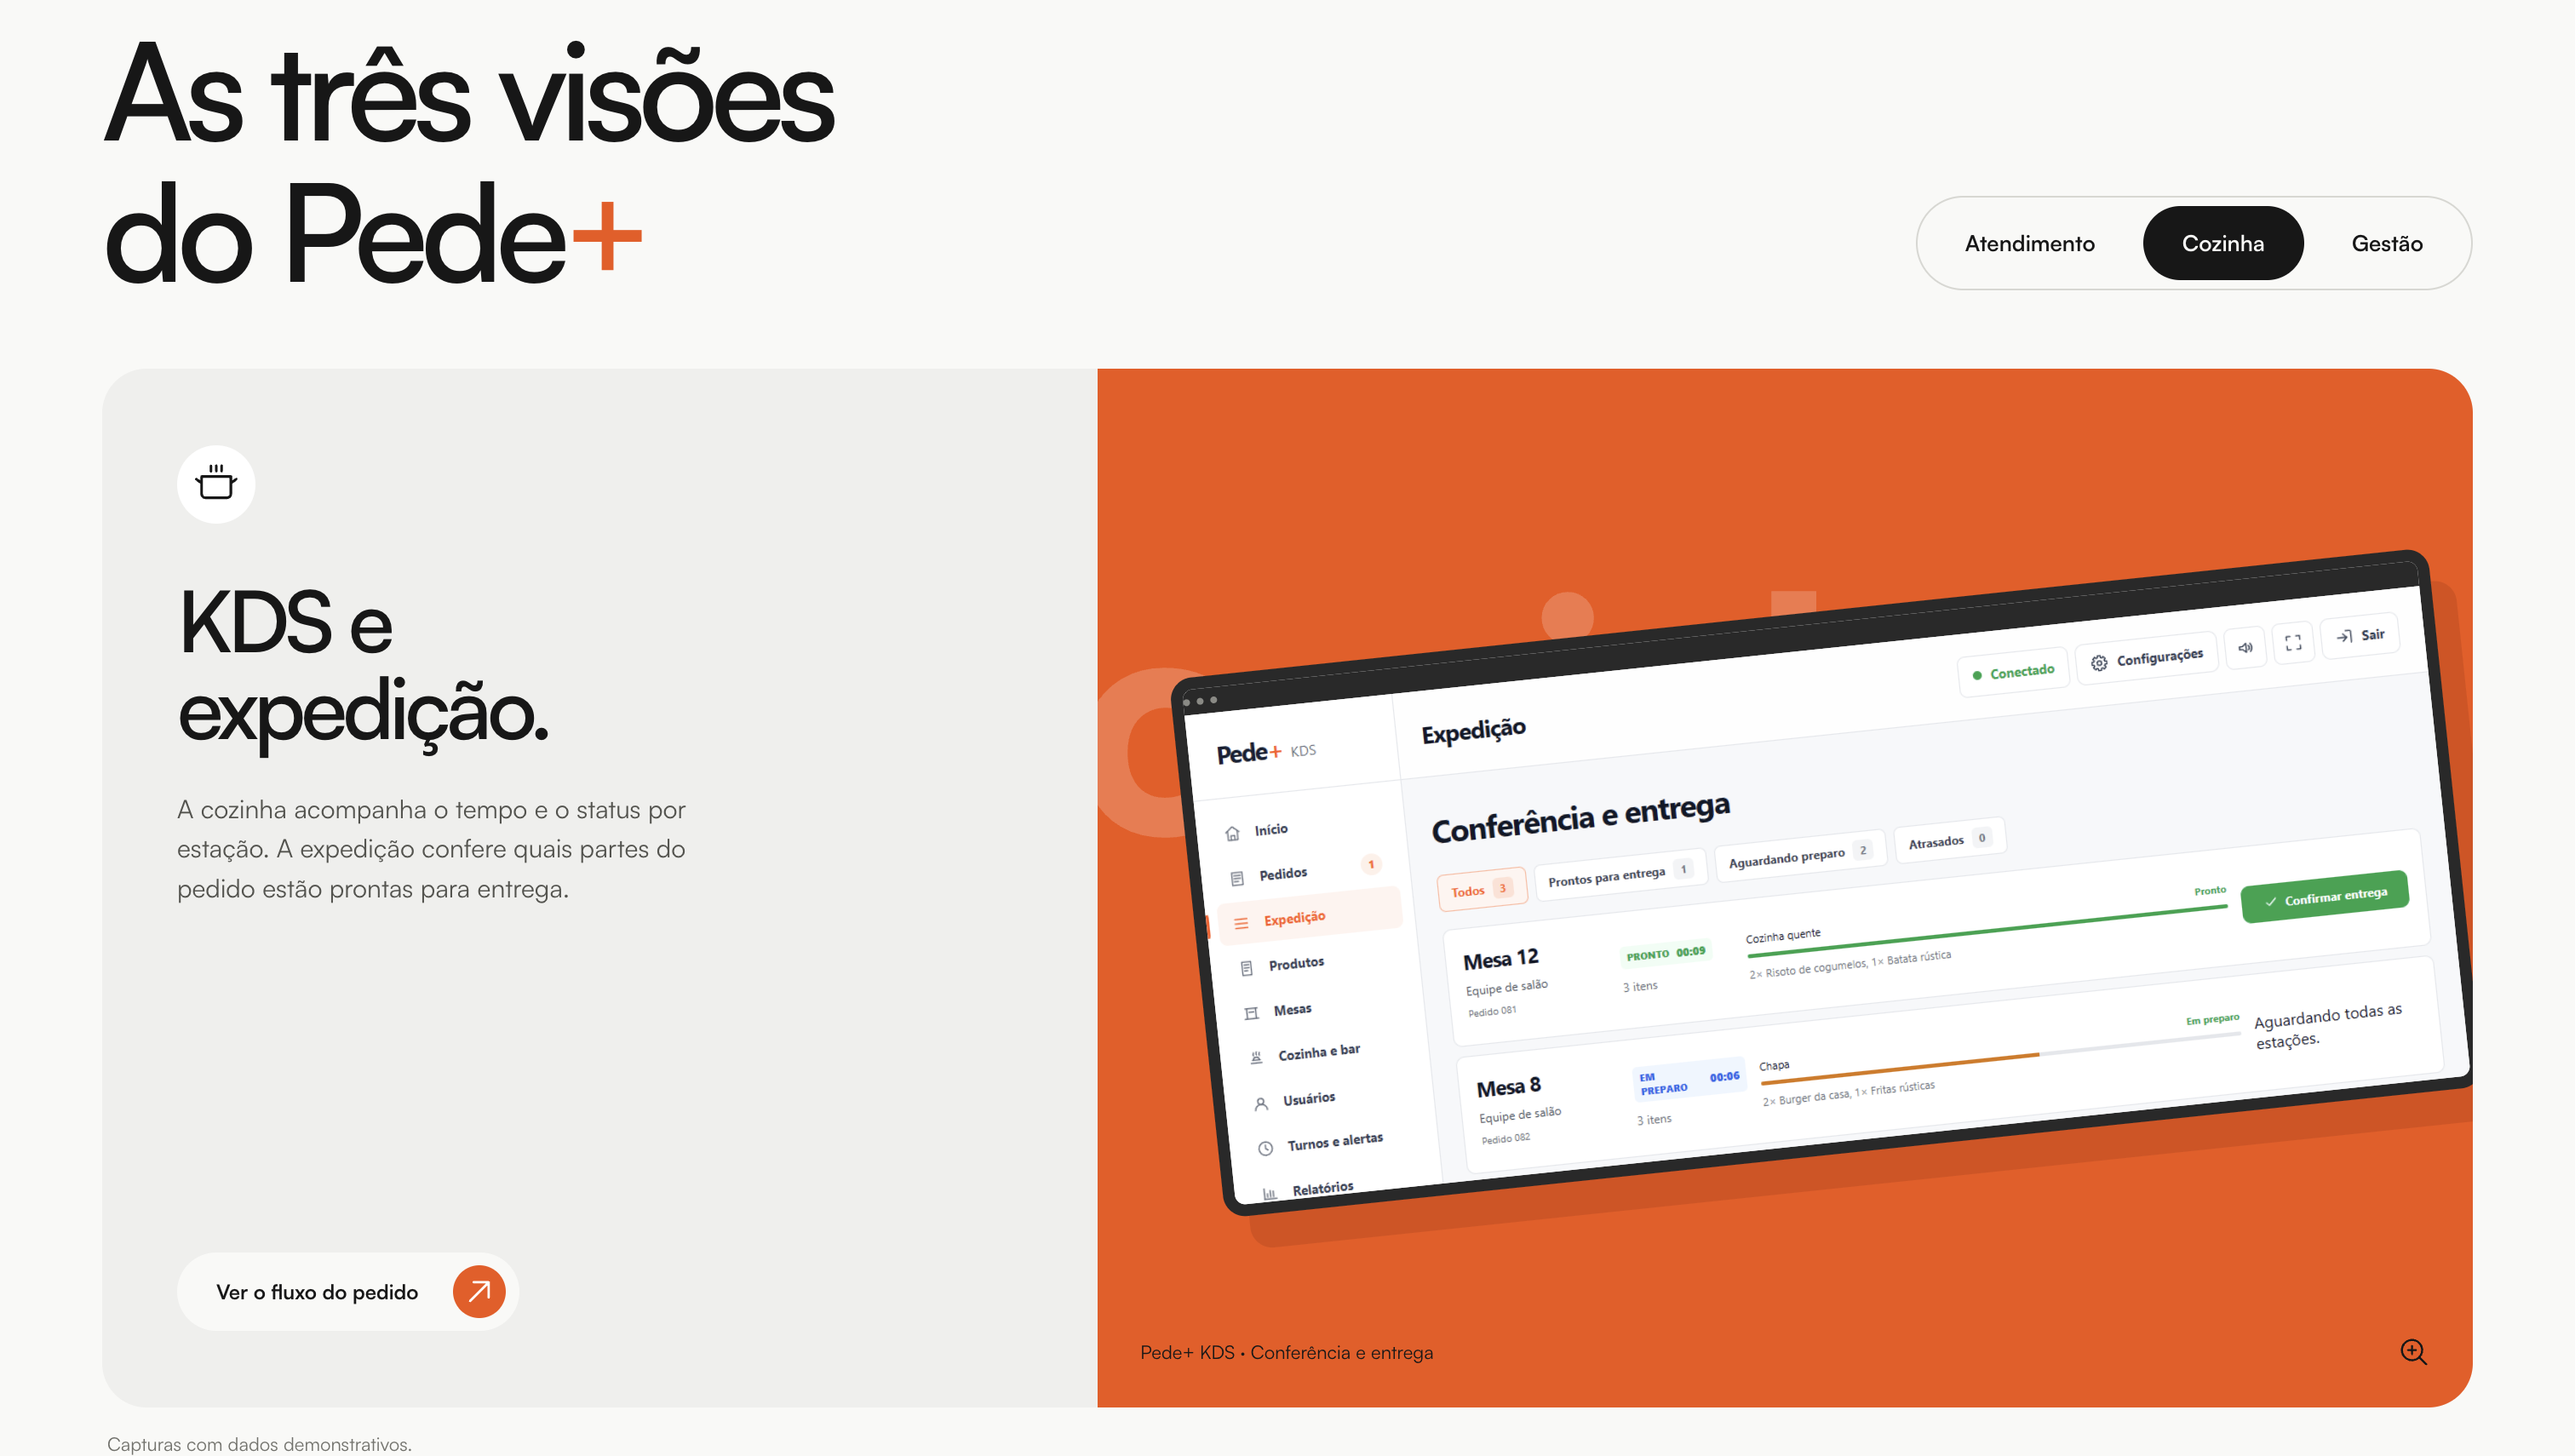 As três visões
do Pede+
Atendimento
Cozinha
Gestão
KDS e
expedição.
A cozinha acompanha o tempo e o status por
estação. A expedição confere quais partes do
pedido estão prontas para entrega.
Ver o fluxo do pedido
Pede+ KDS
Expedição
Conectado
Configurações
Sair
Início
Pedidos 1
Expedição
Produtos
Mesas
Cozinha e bar
Usuários
Turnos e alertas
Relatórios
Conferência e entrega
Todos 3
Prontos para entrega 1
Aguardando preparo 2
Atrasados 0
Mesa 12
Equipe de salão
Pedido 081
PRONTO 00:09
3 itens
Cozinha quente
Pronto
2× Risoto de cogumelos, 1× Batata rústica
Confirmar entrega
Mesa 8
Equipe de salão
Pedido 082
EM
PREPARO
00:06
3 itens
Chapa
Em preparo
2× Burger da casa, 1× Fritas rústicas
Aguardando todas as
estações.
Pede+ KDS · Conferência e entrega
Capturas com dados demonstrativos.